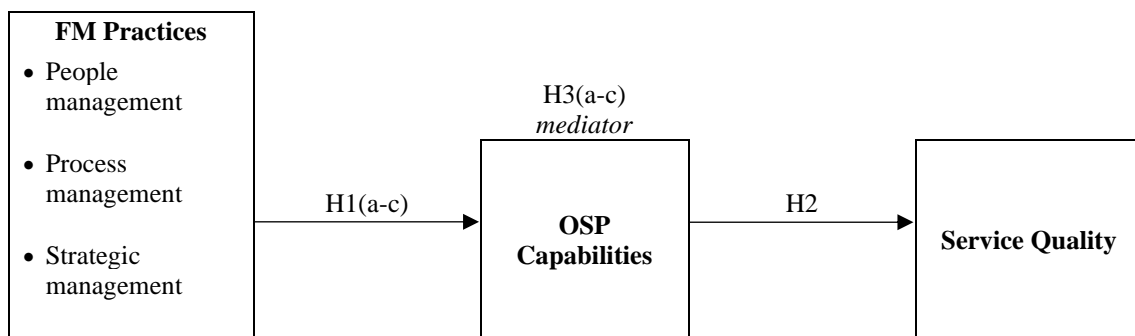 FM Practices
• People
management
• Process
management
• Strategic
management
H1(a-c)
H3(a-c)
mediator
OSP
Capabilities
H2
Service Quality